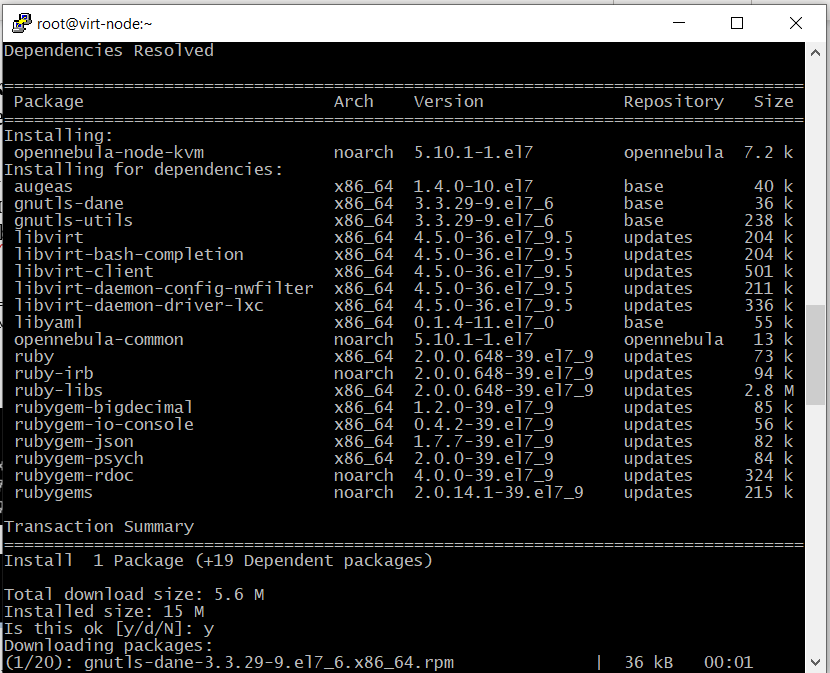 root@virt-node:~
Dependencies Resolved
================================================================================
Package Arch Version Repository Size
================================================================================
Installing:
opennebula-node-kvm noarch 5.10.1-1.el7 opennebula 7.2 k
Installing for dependencies:
augeas x86_64 1.4.0-10.el7 base 40 k
gnutls-dane x86_64 3.3.29-9.el7_6 base 36 k
gnutls-utils x86_64 3.3.29-9.el7_6 base 238 k
libvirt x86_64 4.5.0-36.el7_9.5 updates 204 k
libvirt-bash-completion x86_64 4.5.0-36.el7_9.5 updates 204 k
libvirt-client x86_64 4.5.0-36.el7_9.5 updates 501 k
libvirt-daemon-config-nwfilter x86_64 4.5.0-36.el7_9.5 updates 211 k
libvirt-daemon-driver-lxc x86_64 4.5.0-36.el7_9.5 updates 336 k
libyaml x86_64 0.1.4-11.el7_0 base 55 k
opennebula-common noarch 5.10.1-1.el7 opennebula 13 k
ruby x86_64 2.0.0.648-39.el7_9 updates 73 k
ruby-irb noarch 2.0.0.648-39.el7_9 updates 94 k
ruby-libs x86_64 2.0.0.648-39.el7_9 updates 2.8 M
rubygem-bigdecimal x86_64 1.2.0-39.el7_9 updates 85 k
rubygem-io-console x86_64 0.4.2-39.el7_9 updates 56 k
rubygem-json x86_64 1.7.7-39.el7_9 updates 82 k
rubygem-psych x86_64 2.0.0-39.el7_9 updates 84 k
rubygem-rdoc noarch 4.0.0-39.el7_9 updates 324 k
rubygems noarch 2.0.14.1-39.el7_9 updates 215 k
Transaction Summary
================================================================================
Install 1 Package (+19 Dependent packages)
Total download size: 5.6 M
Installed size: 15 M
Is this ok [y/d/N]: y
Downloading packages:
(1/20): gnutls-dane-3.3.29-9.el7_6.x86_64.rpm | 36 kB 00:01